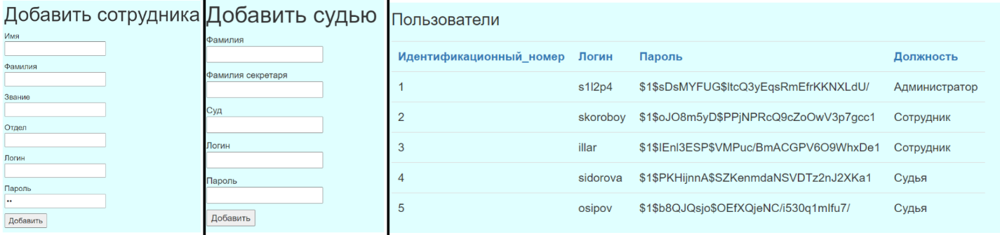 Добавить сотрудника
Имя
Фамилия
Звание
Отдел
Логин
Пароль
••
Добавить
Добавить судью
Фамилия
Фамилия секретаря
Суд
Логин
Пароль
Добавить
Пользователи
Идентификационный_номер Логин Пароль Должность
1 s1l2p4 $1$sDsMYFUG$ltcQ3yEqsRmEfrKKNXLdU/ Администратор
2 skoroboy $1$oJO8m5yD$PPjNPRcQ9cZoOwV3p7gcc1 Сотрудник
3 illar $1$IEnl3ESP$VMPuc/BmACGPV6O9WhxDe1 Сотрудник
4 sidorova $1$PKHijnnA$SZKenmdaNSVDTz2nJ2XKa1 Судья
5 osipov $1$b8QJQsjo$OEfXQjeNC/i530q1mIfu7/ Судья